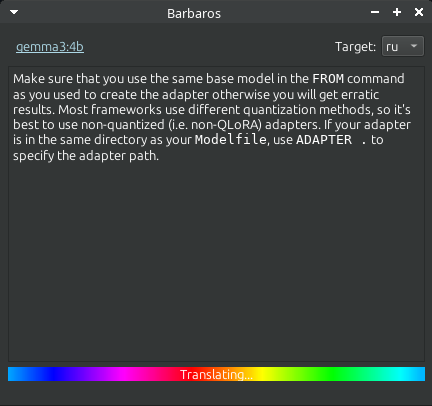 Barbaros
gemma3:4b Target: ru
Make sure that you use the same base model in the FROM command
as you used to create the adapter otherwise you will get erratic
results. Most frameworks use different quantization methods, so it's
best to use non-quantized (i.e. non-QLoRA) adapters. If your adapter
is in the same directory as your Modelfile, use ADAPTER . to
specify the adapter path.
Translating...